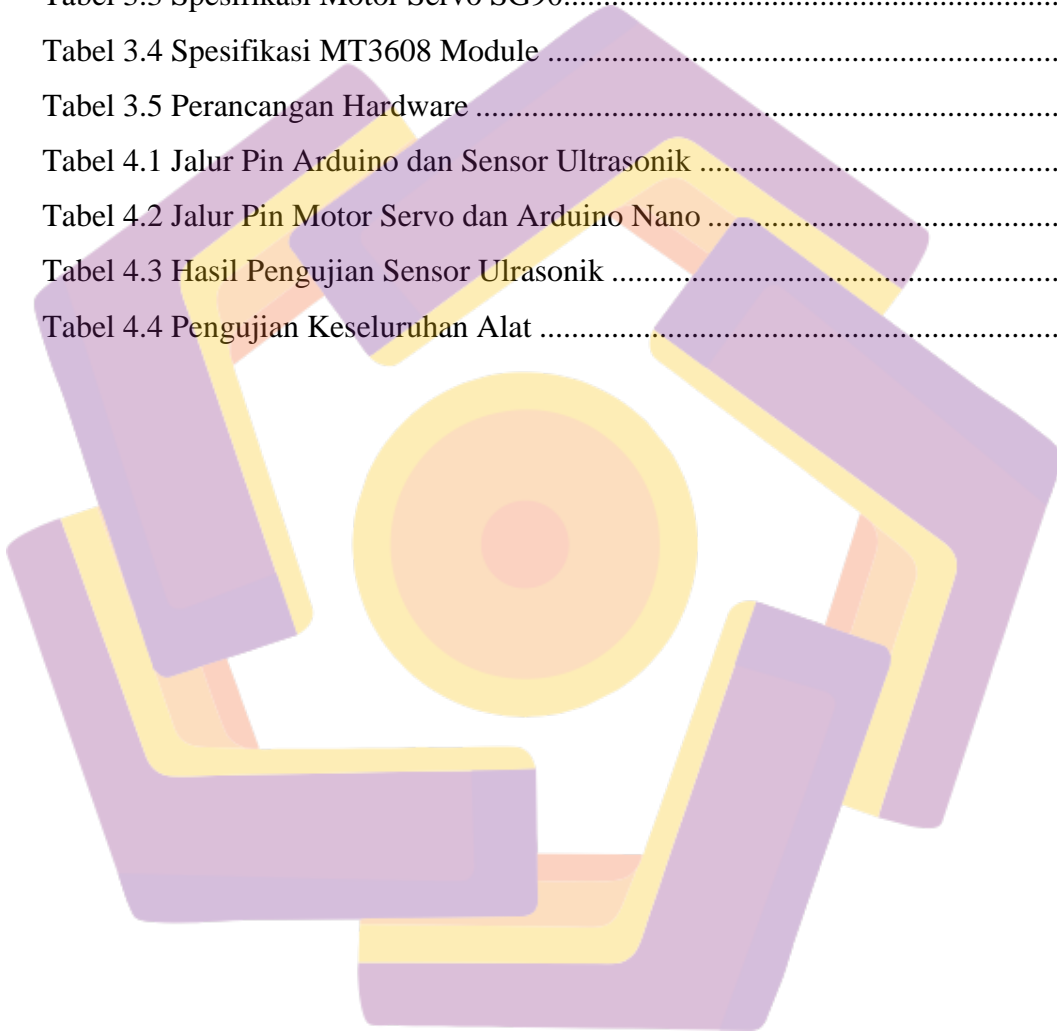 Tabel 3.3 Spesifikasi Motor Servo SG90..............................................................
Tabel 3.4 Spesifikasi MT3608 Module ................................................................
Tabel 3.5 Perancangan Hardware .........................................................................
Tabel 4.1 Jalur Pin Arduino dan Sensor Ultrasonik .............................................
Tabel 4.2 Jalur Pin Motor Servo dan Arduino Nano ............................................
Tabel 4.3 Hasil Pengujian Sensor Ulrasonik ........................................................
Tabel 4.4 Pengujian Keseluruhan Alat .................................................................